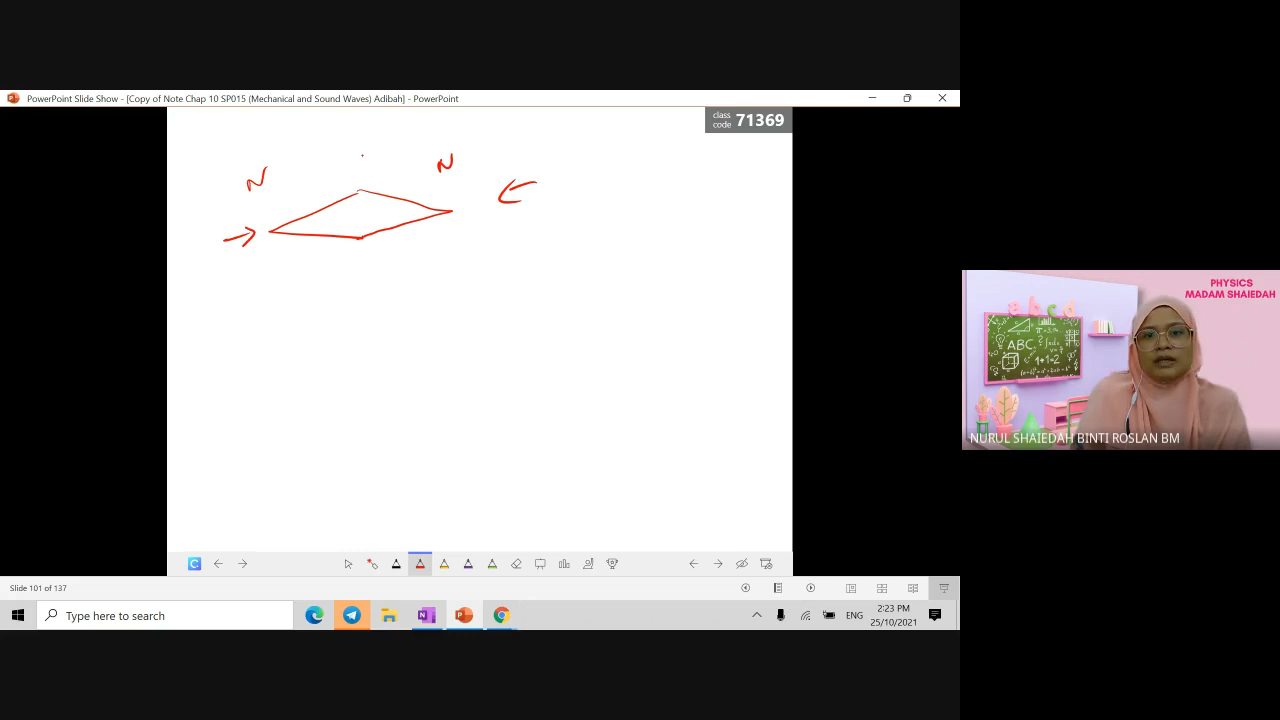 PowerPoint Slide Show - [Copy of Note Chap 10 SP015 (Mechanical and Sound Waves) Adibah] - PowerPoint
class code 71369
N
N
PHYSICS
MADAM SHAIEDAH
a b c d
ABC
1+1=2
NURUL SHAIEDAH BINTI ROSLAN BM
Slide 101 of 137
Type here to search
ENG
2:23 PM
25/10/2021